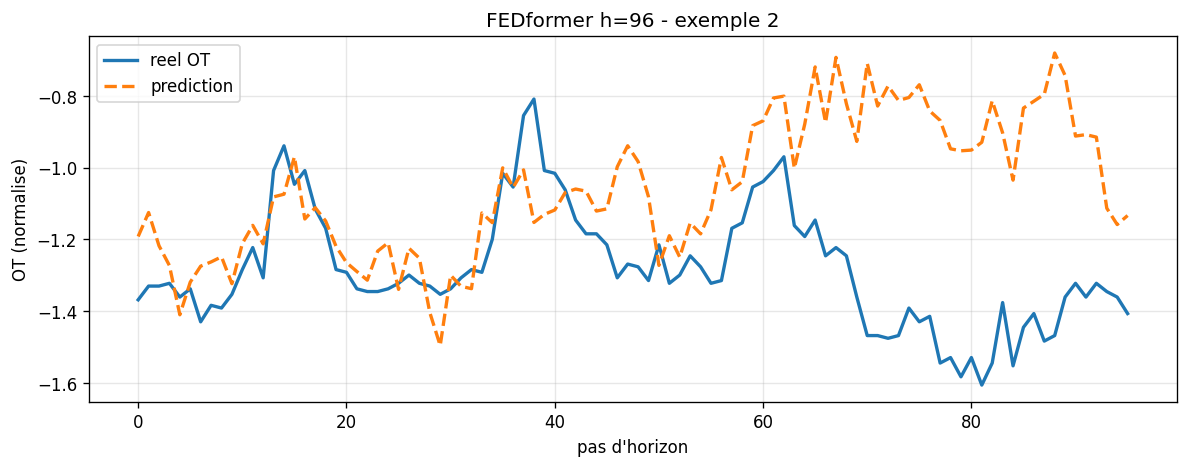 FEDformer h=96 - exemple 2
reel OT
prediction
OT (normalise)
−0.8
−1.0
−1.2
−1.4
−1.6
0 20 40 60 80
pas d'horizon